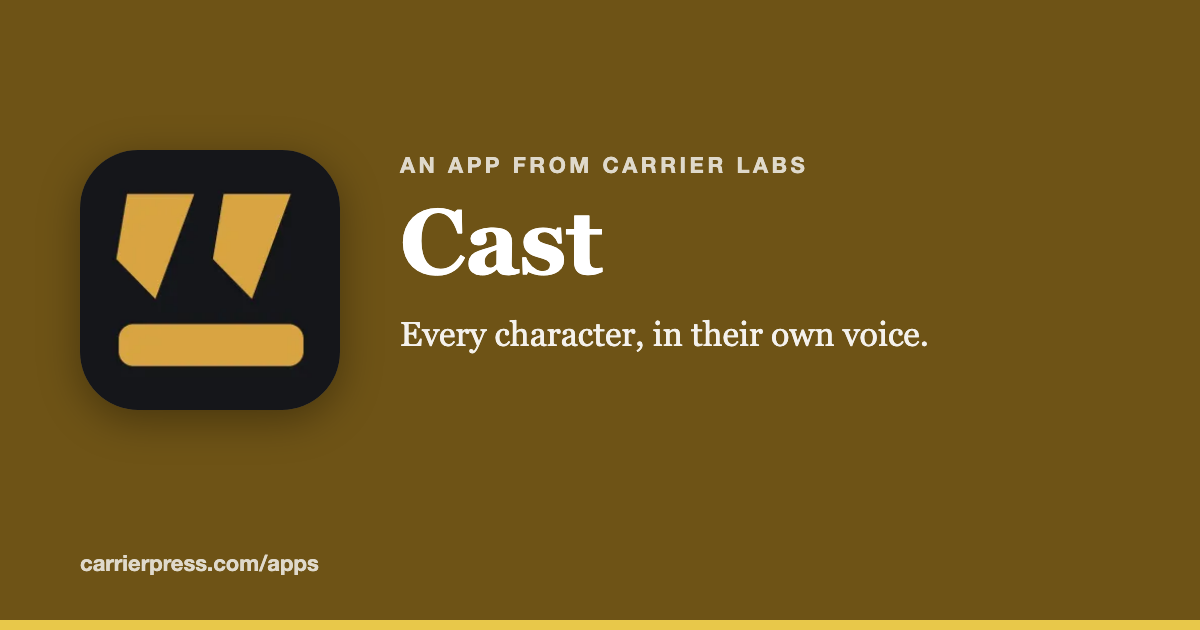 AN APP FROM CARRIER LABS
Cast
Every character, in their own voice.
carrierpress.com/apps